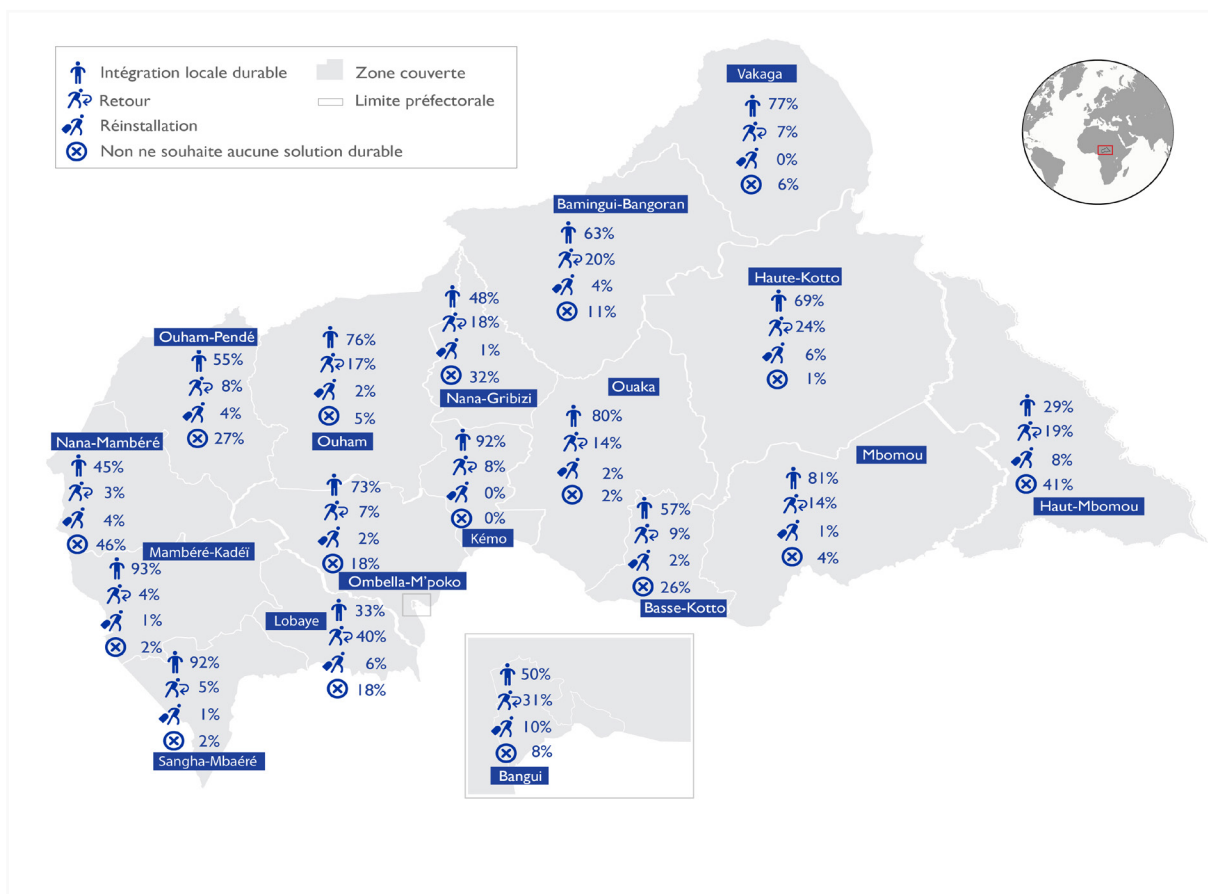 Intégration locale durable
Retour
Réinstallation
Non ne souhaite aucune solution durable
Zone couverte
Limite préfectorale
Vakaga
77%
7%
0%
6%
Bamingui-Bangoran
63%
20%
4%
11%
Haute-Kotto
69%
24%
6%
1%
48%
18%
1%
32%
Nana-Gribizi
Ouham-Pendé
55%
8%
4%
27%
76%
17%
2%
5%
Ouham
Ouaka
80%
14%
2%
2%
29%
19%
8%
41%
Haut-Mbomou
Nana-Mambéré
45%
3%
4%
46%
92%
8%
0%
0%
Kémo
Mbomou
81%
14%
1%
4%
73%
7%
2%
18%
Ombella-M'poko
57%
9%
2%
26%
Basse-Kotto
Mambéré-Kadéï
93%
4%
1%
2%
Lobaye
33%
40%
6%
18%
92%
5%
1%
2%
Sangha-Mbaéré
50%
31%
10%
8%
Bangui